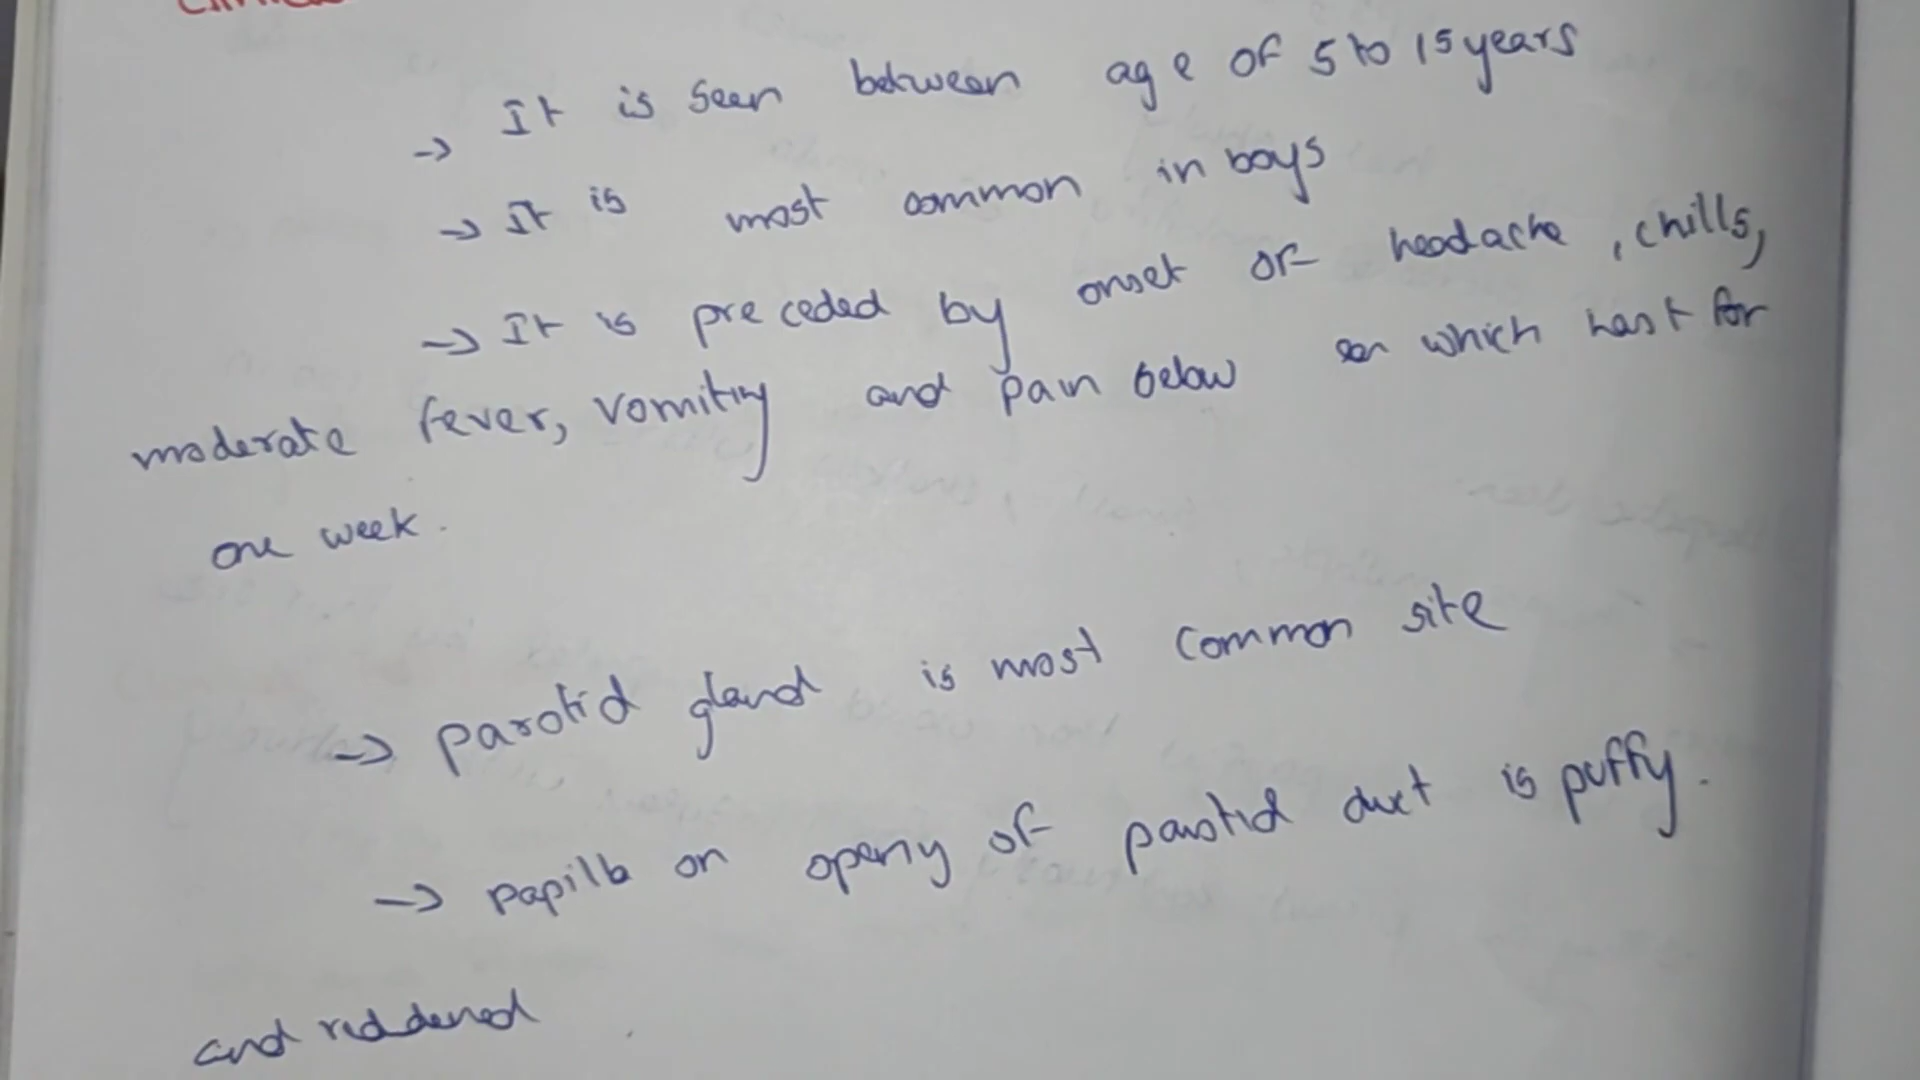 → It is seen between age of 5 to 15 years
→ It is most common in boys
→ It is preceded by onset of headache, chills,
moderate fever, vomiting and pain below ear which last for
one week.
→ parotid gland is most common site
→ papilla on opening of parotid duct is puffy.
and reddened